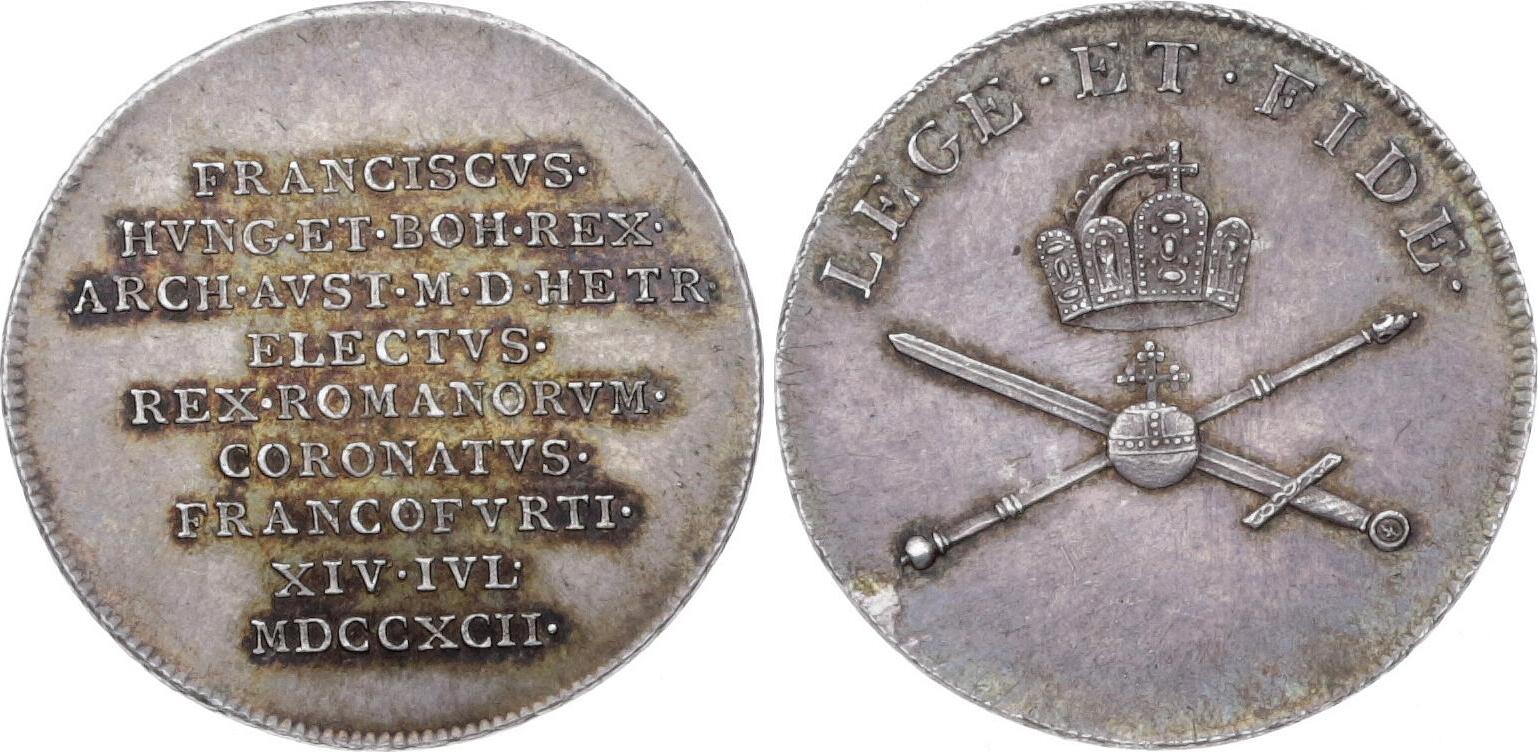 FRANCISCVS·
HVNG·ET·BOH·REX·
ARCH·AVST·M·D·HETR·
ELECTVS·
REX·ROMANORVM·
CORONATVS·
FRANCOFVRTI·
XIV·IVL·
MDCCXCII·
LEGE·ET·FIDE·